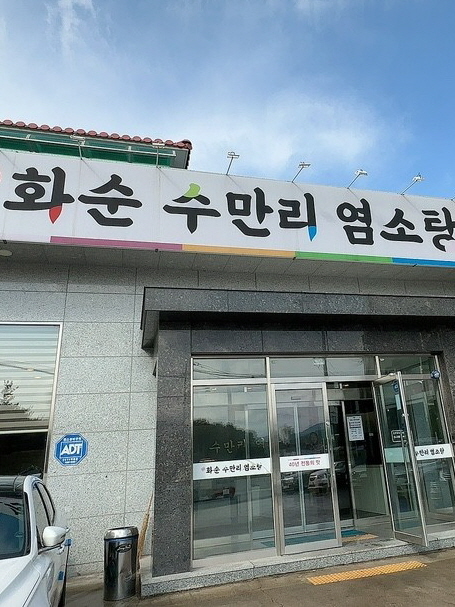 화순 수만리 염소탕
수만리
화순 수만리 염소탕
40년 전통의 맛
수만리 염소탕
ADT